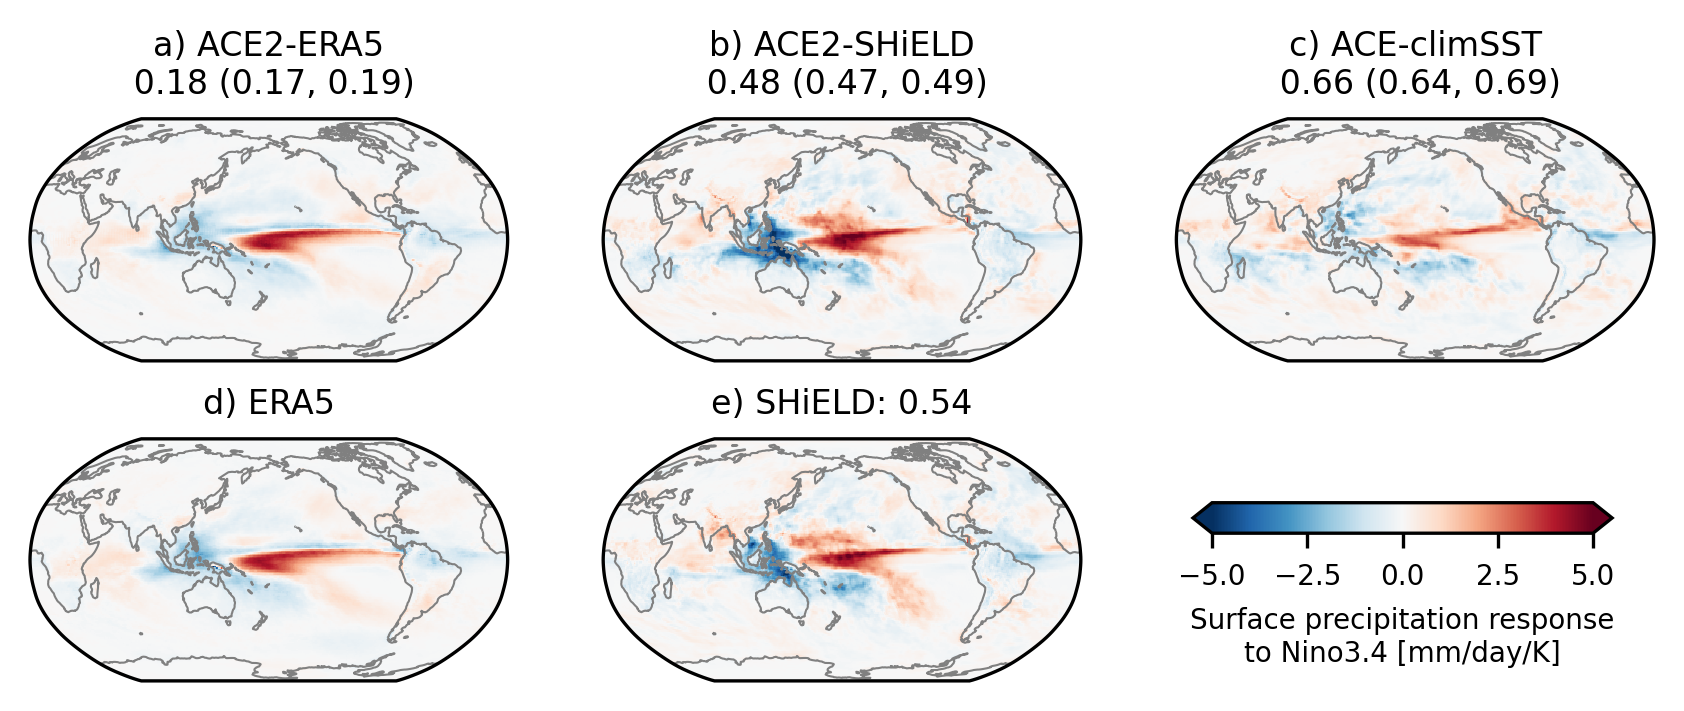 a) ACE2-ERA5
0.18 (0.17, 0.19)
b) ACE2-SHiELD
0.48 (0.47, 0.49)
c) ACE-climSST
0.66 (0.64, 0.69)
d) ERA5
e) SHiELD: 0.54
−5.0 −2.5 0.0 2.5 5.0
Surface precipitation response
to Nino3.4 [mm/day/K]